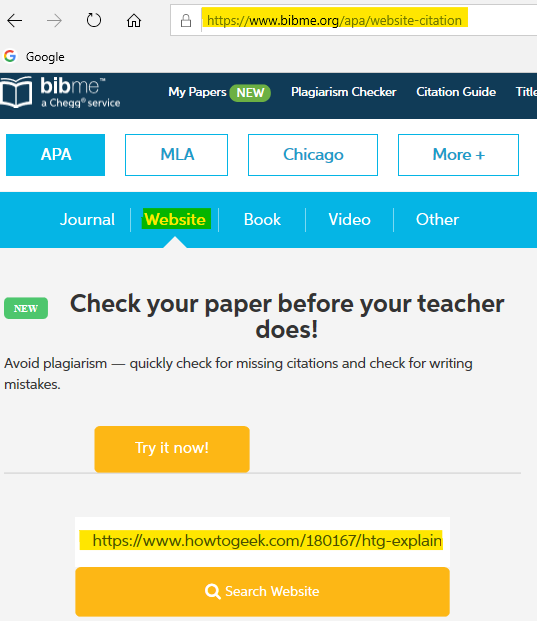 https://www.bibme.org/apa/website-citation
G Google
bibme™
a Chegg® service
My Papers NEW Plagiarism Checker Citation Guide Title
APA MLA Chicago More +
Journal Website Book Video Other
NEW
Check your paper before your teacher
does!
Avoid plagiarism — quickly check for missing citations and check for writing
mistakes.
Try it now!
https://www.howtogeek.com/180167/htg-explain
Search Website